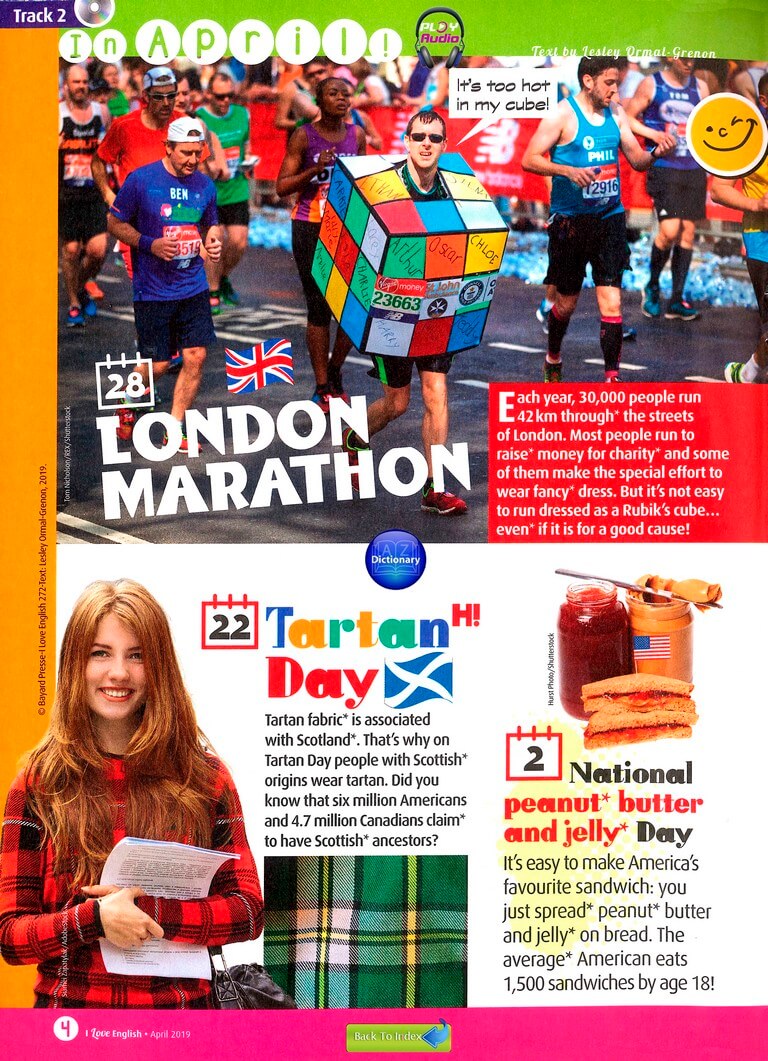 Track 2
In April!
PLAY
Audio
Text by Lesley Ormal-Grenon
It's too hot
in my cube!
BEN
PHIL
12916
Arthur
Oscar
CHLOE
money
St John
23663
HARRY
28
LONDON
MARATHON
Tom Nicholson/REX/Shutterstock
Each year, 30,000 people run
42 km through* the streets
of London. Most people run to
raise* money for charity* and some
of them make the special effort to
wear fancy* dress. But it's not easy
to run dressed as a Rubik's cube...
even* if it is for a good cause!
A Z
Dictionary
© Bayard Presse-I Love English 272-Text: Lesley Ormal-Grenon, 2019.
22
Tartan H!
Day
Tartan fabric* is associated
with Scotland*. That's why on
Tartan Day people with Scottish*
origins wear tartan. Did you
know that six million Americans
and 4.7 million Canadians claim*
to have Scottish* ancestors?
Hurst Photo/Shutterstock
2
National
peanut* butter
and jelly* Day
It's easy to make America's
favourite sandwich: you
just spread* peanut* butter
and jelly* on bread. The
average* American eats
1,500 sandwiches by age 18!
4 I Love English • April 2019
Back To Index